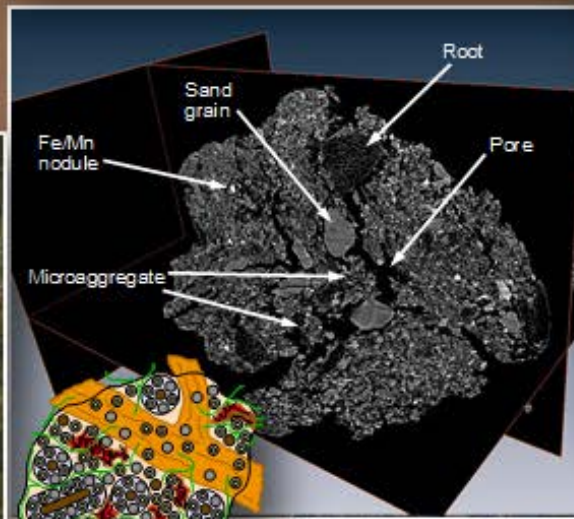 Root
Sand
grain
Fe/Mn
nodule
Pore
Microaggregate